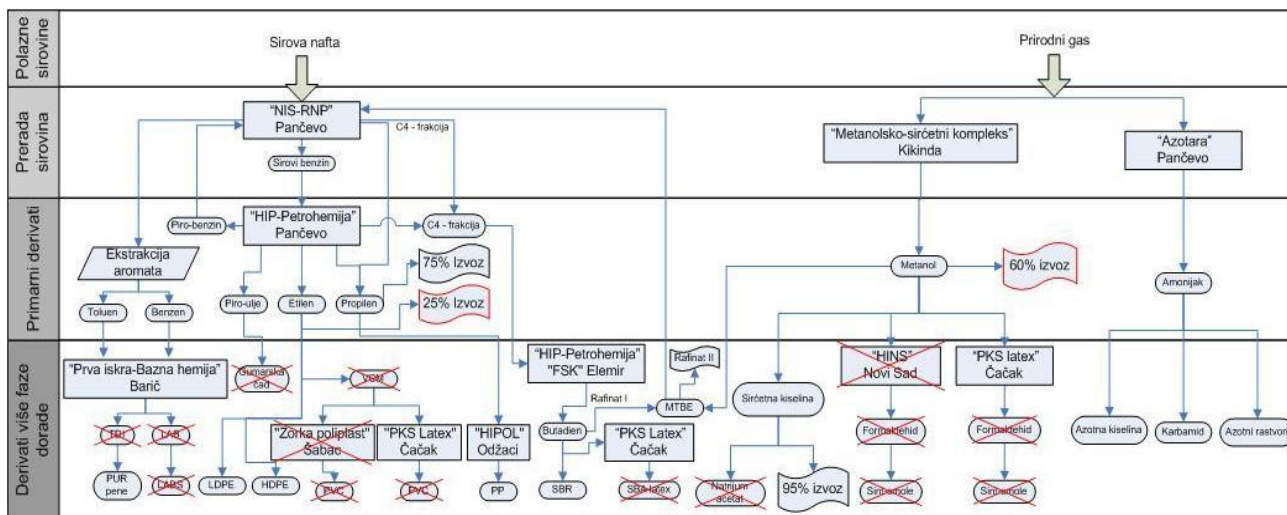 Polazne
sirovine
Sirova nafta
Prirodni gas
Prerada
sirovina
"NIS-RNP"
Pančevo
C4 - frakcija
Sirovi benzin
"Metanolsko-sirćetni kompleks"
Kikinda
"Azotara"
Pančevo
Primarni derivati
Piro-benzin
"HIP-Petrohemija"
Pančevo
C4 - frakcija
Ekstrakcija
aromata
75% Izvoz
Metanol
60% izvoz
Amonijak
Toluen
Benzen
Piro-ulje
Etilen
Propilen
25% Izvoz
Derivati više faze
dorade
"Prva iskra-Bazna hemija"
Barič
Gumarska
čađ
VCM
"HIP-Petrohemija"
"FSK" Elemir
Rafinat II
Rafinat I
MTBE
Sirćetna kiselina
"HINS"
Novi Sad
"PKS latex"
Čačak
TDI
LAB
"Zorka poliplast"
Šabac
"PKS Latex"
Čačak
"HIPOL"
Odžaci
Butadien
"PKS Latex"
Čačak
Formaldehid
Formaldehid
Azotna kiselina
Karbamid
Azotni rastvori
PUR
pene
LABS
LDPE
HDPE
PVC
PVC
PP
SBR
SBA latex
Natrijum
acetat
95% izvoz
Sint.smole
Sint.smole